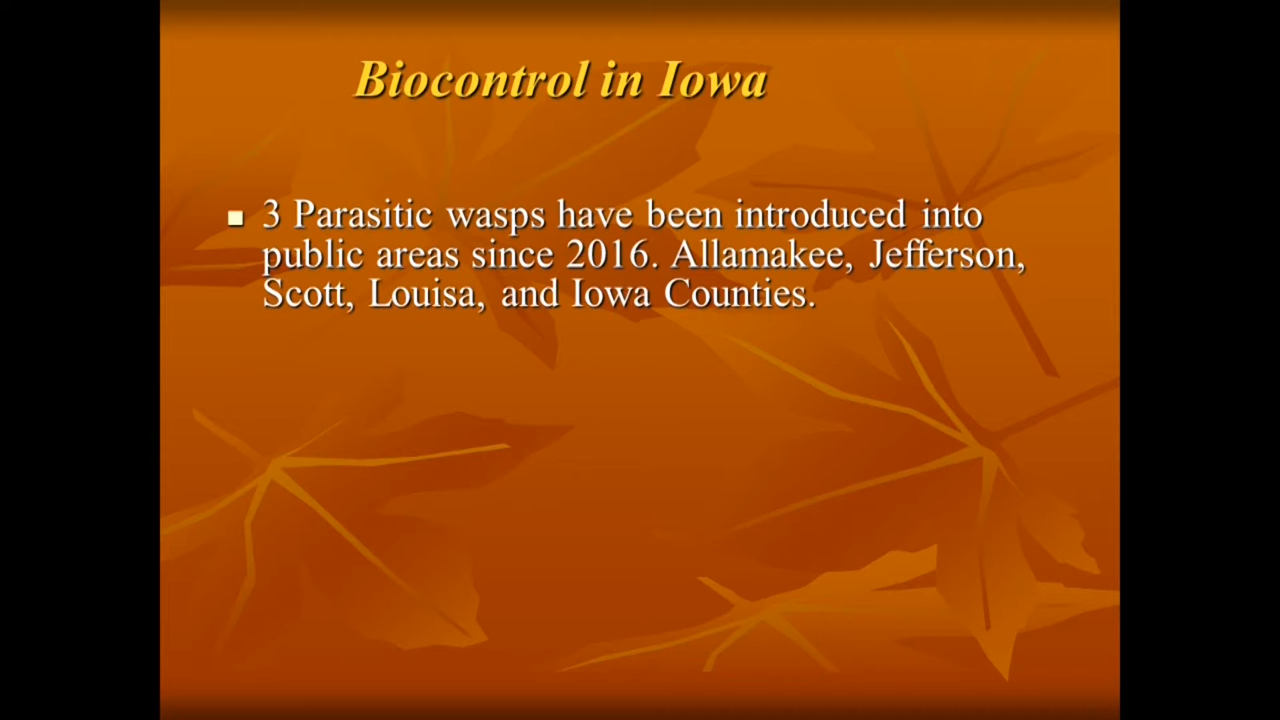 Biocontrol in Iowa
3 Parasitic wasps have been introduced into
public areas since 2016. Allamakee, Jefferson,
Scott, Louisa, and Iowa Counties.